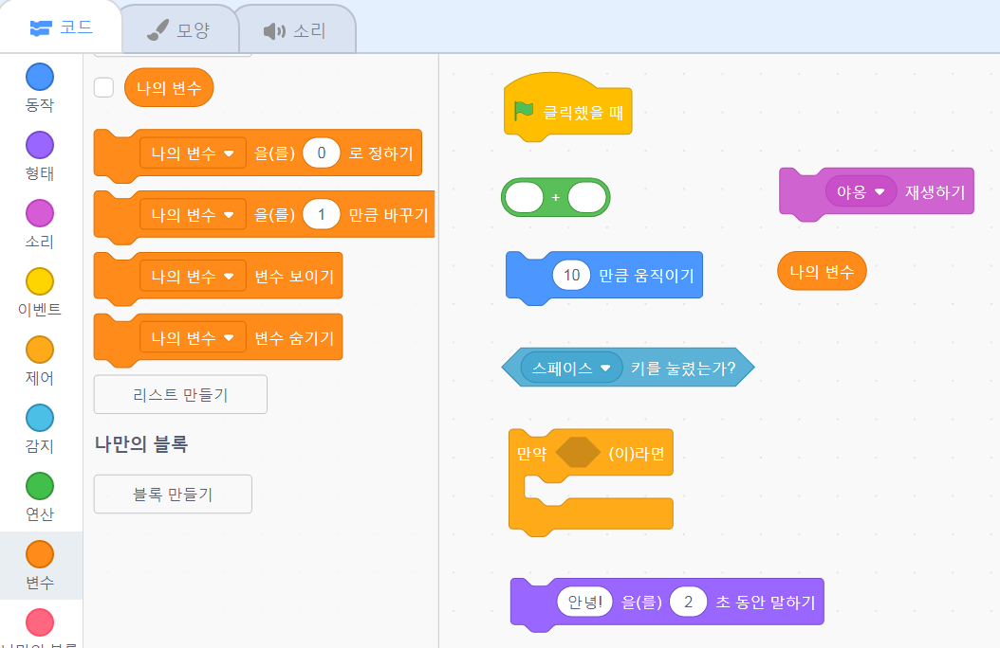 코드
모양
소리
동작
형태
소리
이벤트
제어
감지
연산
변수
나의 변수
나의 변수 을(를) 0 로 정하기
나의 변수 을(를) 1 만큼 바꾸기
나의 변수 변수 보이기
나의 변수 변수 숨기기
리스트 만들기
나만의 블록
블록 만들기
클릭했을 때
+
10 만큼 움직이기
스페이스 키를 눌렀는가?
만약 (이)라면
안녕! 을(를) 2 초 동안 말하기
야옹 재생하기
나의 변수